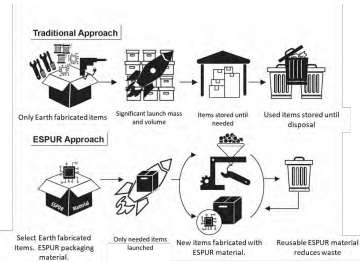 Traditional Approach
Only Earth fabricated items
Significant launch mass
and volume
Items stored until
needed
Used items stored until
disposal
ESPUR Approach
ESPUR
Material
Select Earth fabricated
Items. ESPUR packaging
material.
Only needed items
launched
New items fabricated with
ESPUR material.
Reusable ESPUR material
reduces waste